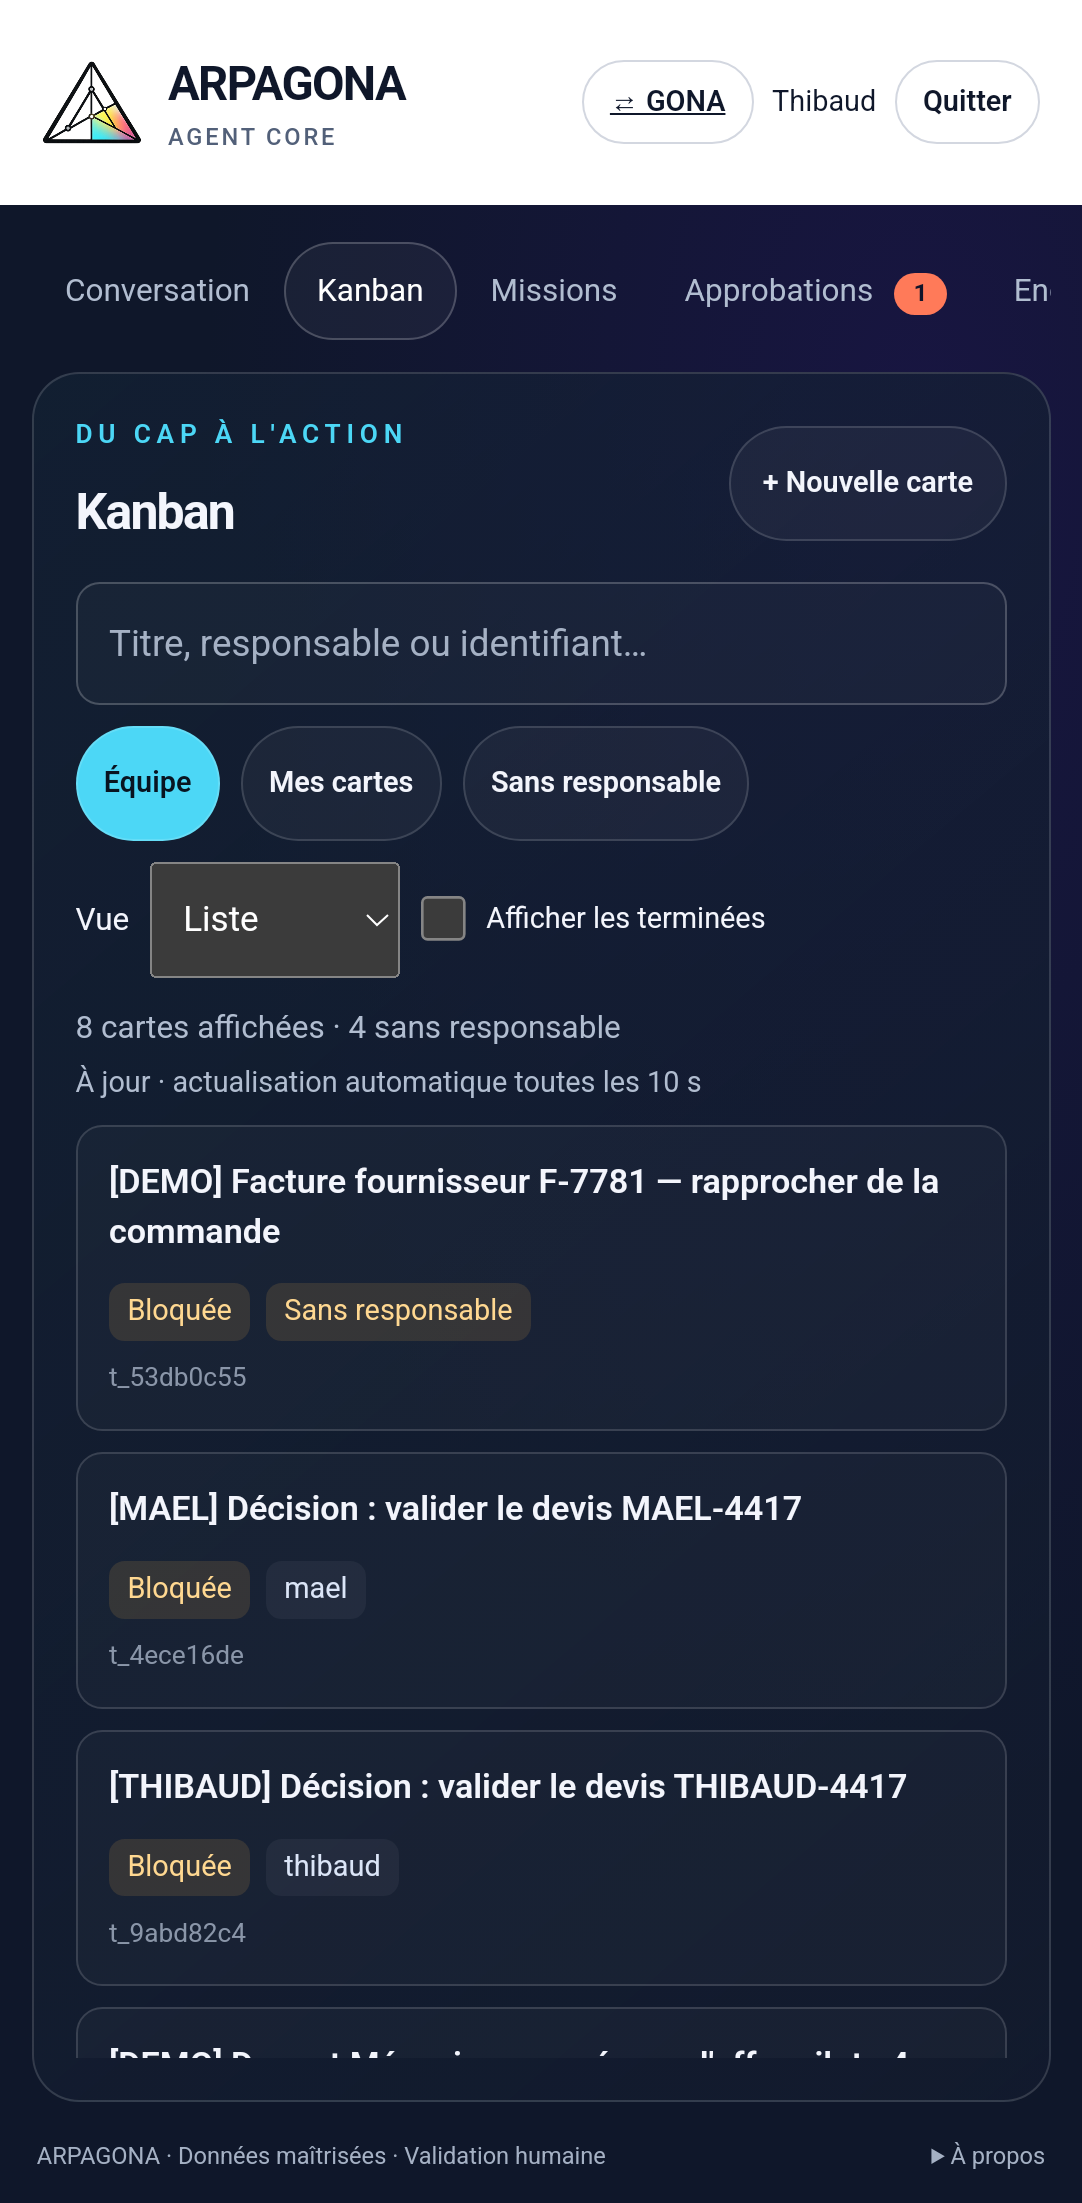 ARPAGONA
AGENT CORE
→ GONA
Thibaud
Quitter
Conversation
Kanban
Missions
Approbations 1
DU CAP À L'ACTION
Kanban
+ Nouvelle carte
Titre, responsable ou identifiant…
Équipe
Mes cartes
Sans responsable
Vue
Liste
Afficher les terminées
8 cartes affichées · 4 sans responsable
À jour · actualisation automatique toutes les 10 s
[DEMO] Facture fournisseur F-7781 — rapprocher de la
commande
Bloquée
Sans responsable
t_53db0c55
[MAEL] Décision : valider le devis MAEL-4417
Bloquée
mael
t_4ece16de
[THIBAUD] Décision : valider le devis THIBAUD-4417
Bloquée
thibaud
t_9abd82c4
[DEMO]
ARPAGONA · Données maîtrisées · Validation humaine
▶ À propos